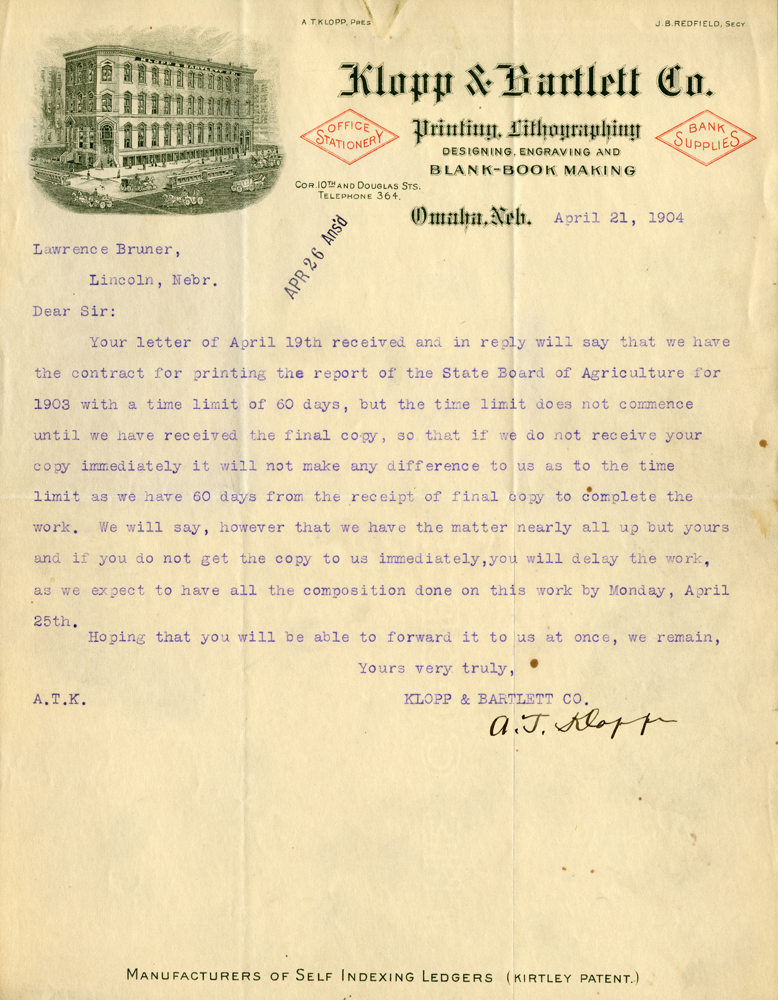 A.T. KLOPP, PRES
J.B. REDFIELD, SECY
KLOPP & BARTLETT CO.
Klopp & Bartlett Co.
OFFICE STATIONERY
Printing, Lithographing
BANK SUPPLIES
DESIGNING, ENGRAVING AND
BLANK-BOOK MAKING
COR. 10TH AND DOUGLAS STS.
TELEPHONE 364.
Omaha, Neb. April 21, 1904
APR 26 Ans'd
Lawrence Bruner,
Lincoln, Nebr.
Dear Sir:
Your letter of April 19th received and in reply will say that we have
the contract for printing the report of the State Board of Agriculture for
1903 with a time limit of 60 days, but the time limit does not commence
until we have received the final copy, so that if we do not receive your
copy immediately it will not make any difference to us as to the time
limit as we have 60 days from the receipt of final copy to complete the
work. We will say, however that we have the matter nearly all up but yours
and if you do not get the copy to us immediately,you will delay the work,
as we expect to have all the composition done on this work by Monday, April
25th.
Hoping that you will be able to forward it to us at once, we remain,
Yours very truly,
A.T.K. KLOPP & BARTLETT CO.
A.T. Klopp
MANUFACTURERS OF SELF INDEXING LEDGERS (KIRTLEY PATENT.)